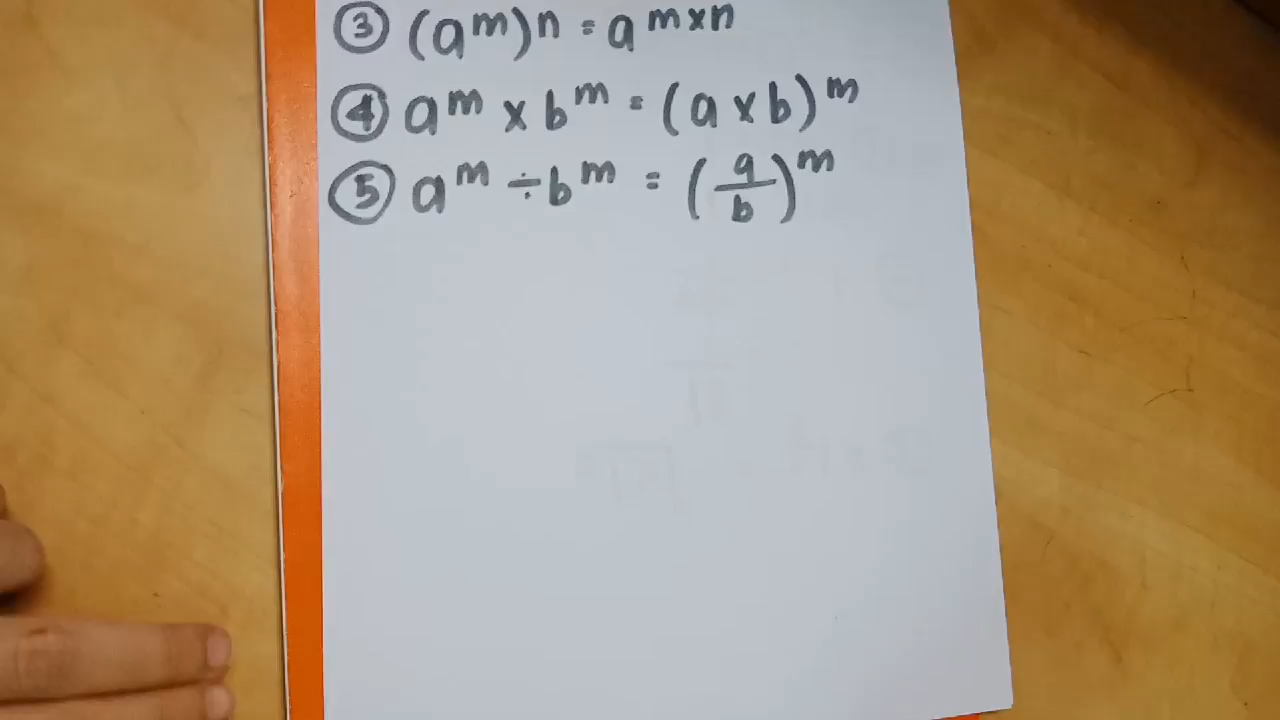 ③ (a^m)^n = a^{m×n}
④ a^m × b^m = (a × b)^m
⑤ a^m ÷ b^m = (a/b)^m